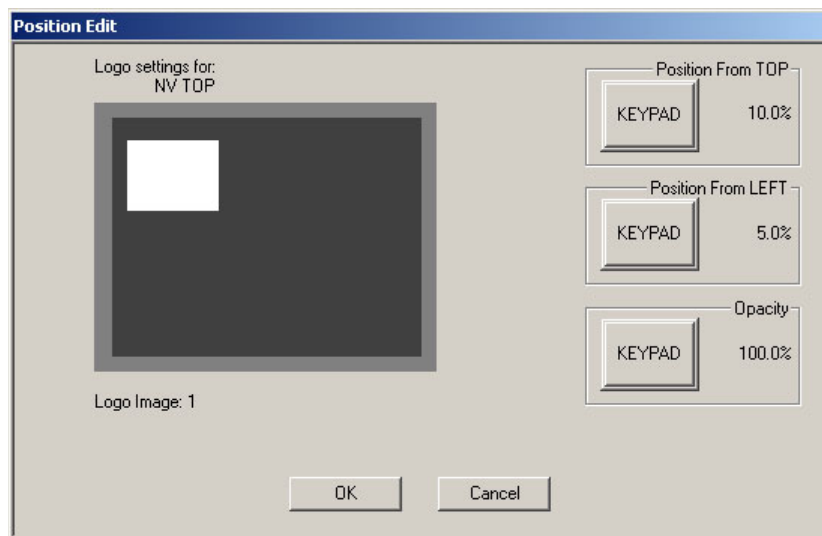 Position Edit
Logo settings for:
NV TOP
Position From TOP
KEYPAD
10.0%
Position From LEFT
KEYPAD
5.0%
Opacity
KEYPAD
100.0%
Logo Image: 1
OK
Cancel